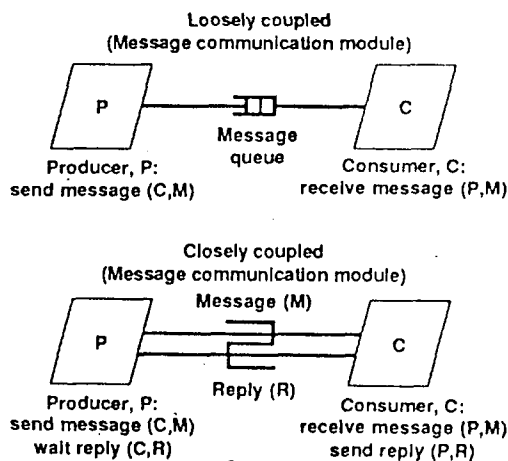 Loosely coupled
(Message communication module)
P
C
Message
queue
Producer, P:
send message (C,M)
Consumer, C:
receive message (P,M)
Closely coupled
(Message communication module)
Message (M)
P
C
Reply (R)
Producer, P:
send message (C,M)
wait reply (C,R)
Consumer, C:
receive message (P,M)
send reply (P,R)